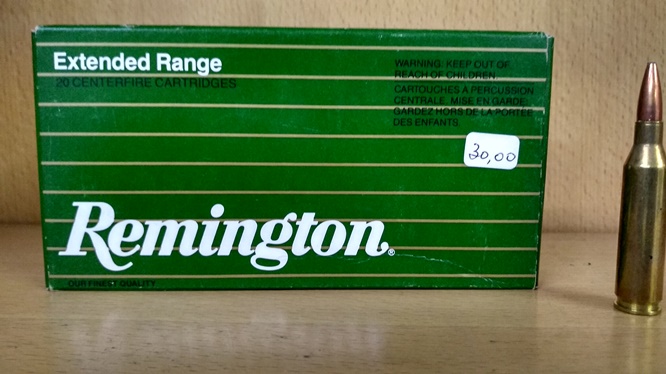 Extended Range
20 CENTERFIRE CARTRIDGES
WARNING: KEEP OUT OF
REACH OF CHILDREN
CARTOUCHES À PERCUSSION
CENTRALE. MISE EN GARDE:
GARDEZ HORS DE LA PORTÉE
DES ENFANTS.
30,00
Remington®
OUR FINEST QUALITY